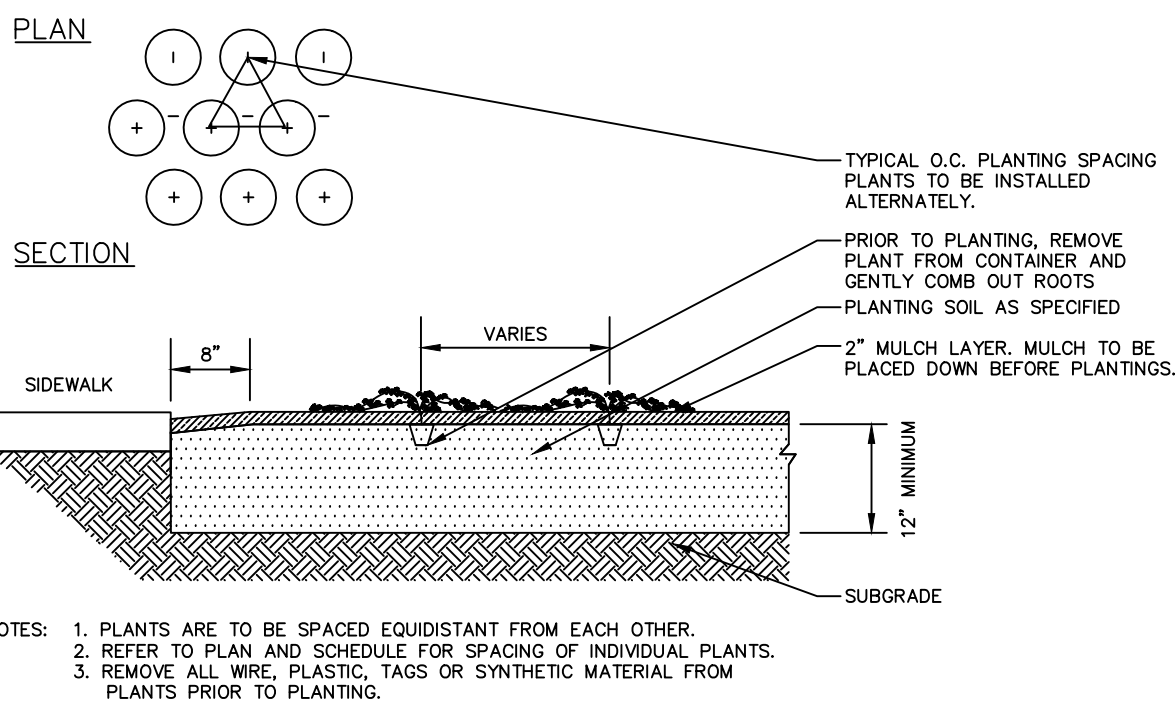 PLAN
TYPICAL O.C. PLANTING SPACING
PLANTS TO BE INSTALLED
ALTERNATELY.
SECTION
PRIOR TO PLANTING, REMOVE
PLANT FROM CONTAINER AND
GENTLY COMB OUT ROOTS
PLANTING SOIL AS SPECIFIED
2” MULCH LAYER. MULCH TO BE
PLACED DOWN BEFORE PLANTINGS.
VARIES
8”
SIDEWALK
12” MINIMUM
SUBGRADE
OTES: 1. PLANTS ARE TO BE SPACED EQUIDISTANT FROM EACH OTHER.
2. REFER TO PLAN AND SCHEDULE FOR SPACING OF INDIVIDUAL PLANTS.
3. REMOVE ALL WIRE, PLASTIC, TAGS OR SYNTHETIC MATERIAL FROM
PLANTS PRIOR TO PLANTING.